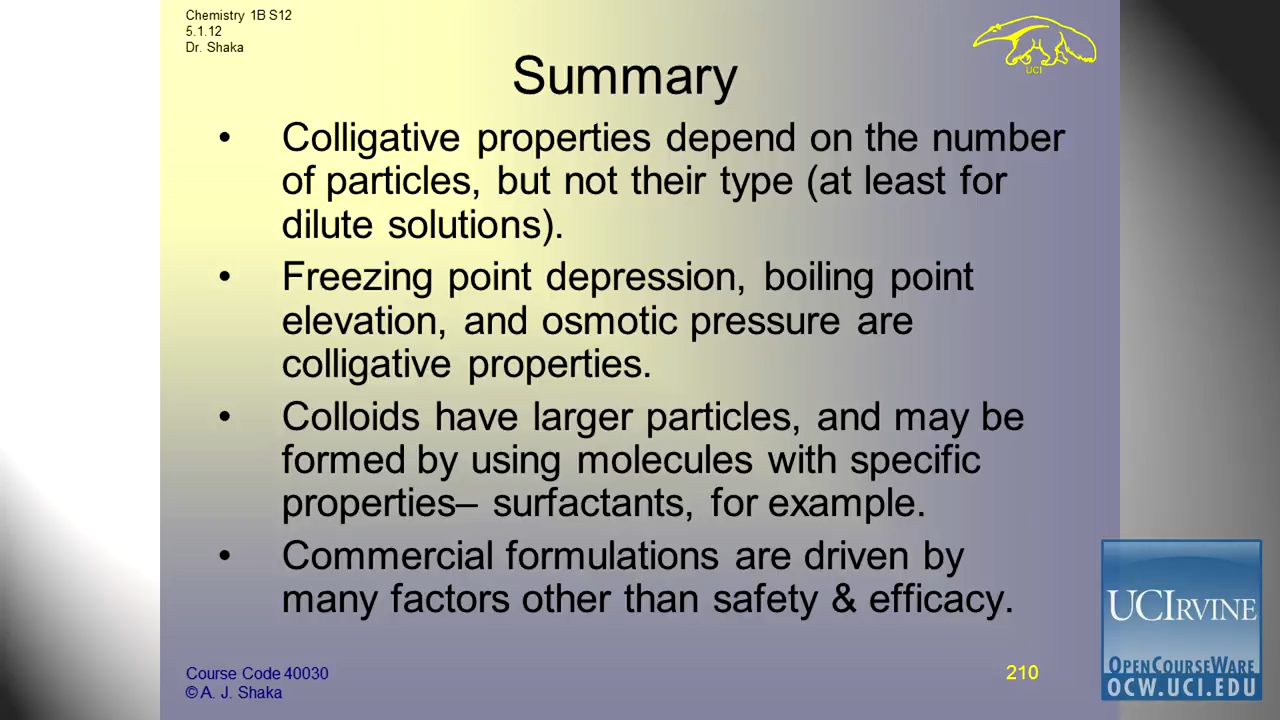 Chemistry 1B S12
5.1.12
Dr. Shaka
UCI
Summary
• Colligative properties depend on the number
of particles, but not their type (at least for
dilute solutions).
• Freezing point depression, boiling point
elevation, and osmotic pressure are
colligative properties.
• Colloids have larger particles, and may be
formed by using molecules with specific
properties– surfactants, for example.
• Commercial formulations are driven by
many factors other than safety & efficacy.
Course Code 40030
© A. J. Shaka
210
UCIRVINE
OPENCOURSEWARE
OCW.UCI.EDU